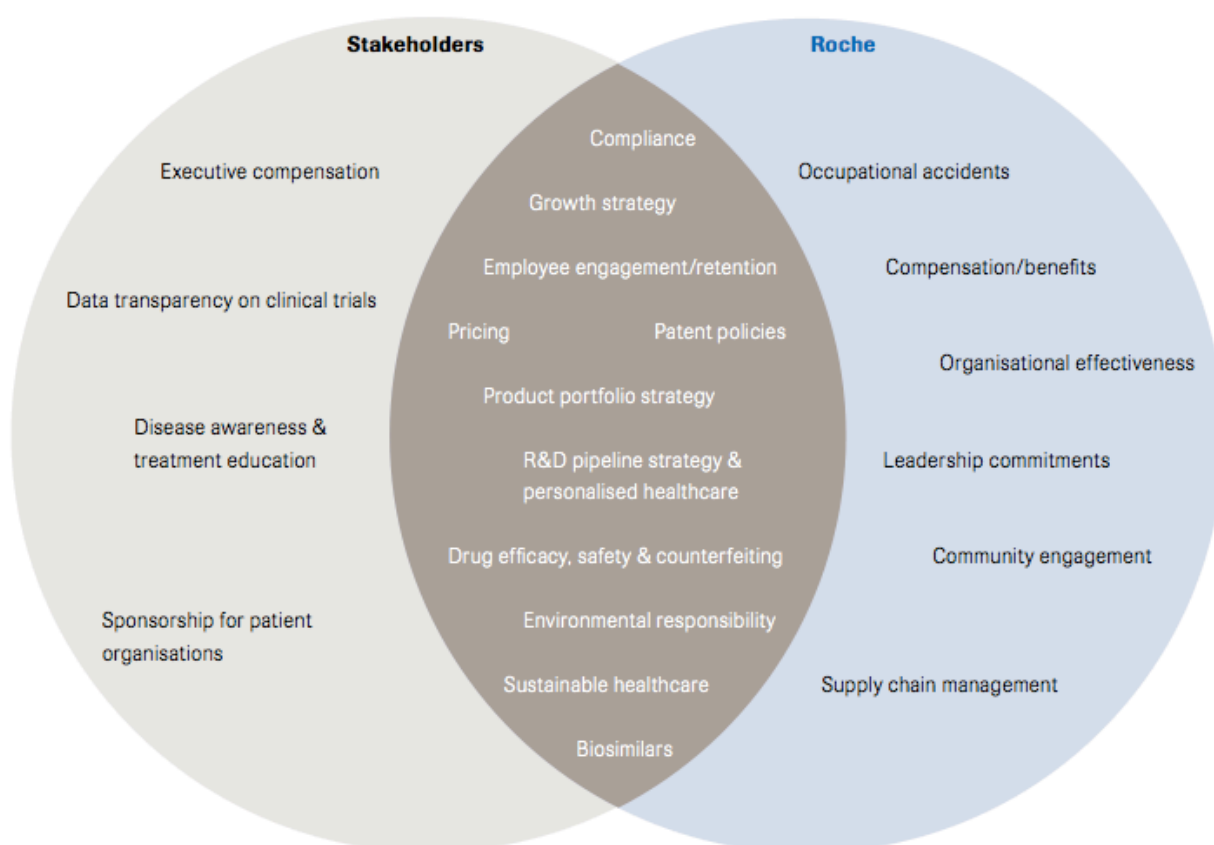 Stakeholders
Roche
Executive compensation
Data transparency on clinical trials
Disease awareness &
treatment education
Sponsorship for patient
organisations
Compliance
Growth strategy
Employee engagement/retention
Pricing
Patent policies
Product portfolio strategy
R&D pipeline strategy &
personalised healthcare
Drug efficacy, safety & counterfeiting
Environmental responsibility
Sustainable healthcare
Biosimilars
Occupational accidents
Compensation/benefits
Organisational effectiveness
Leadership commitments
Community engagement
Supply chain management